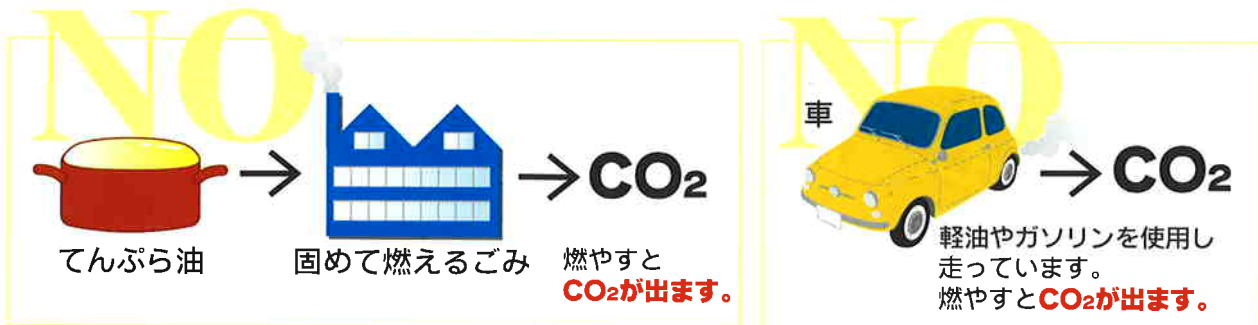 NO
てんぷら油
固めて燃えるごみ
CO2
燃やすと
CO2が出ます。
NO
車
CO2
軽油やガソリンを使用し
走っています。
燃やすとCO2が出ます。